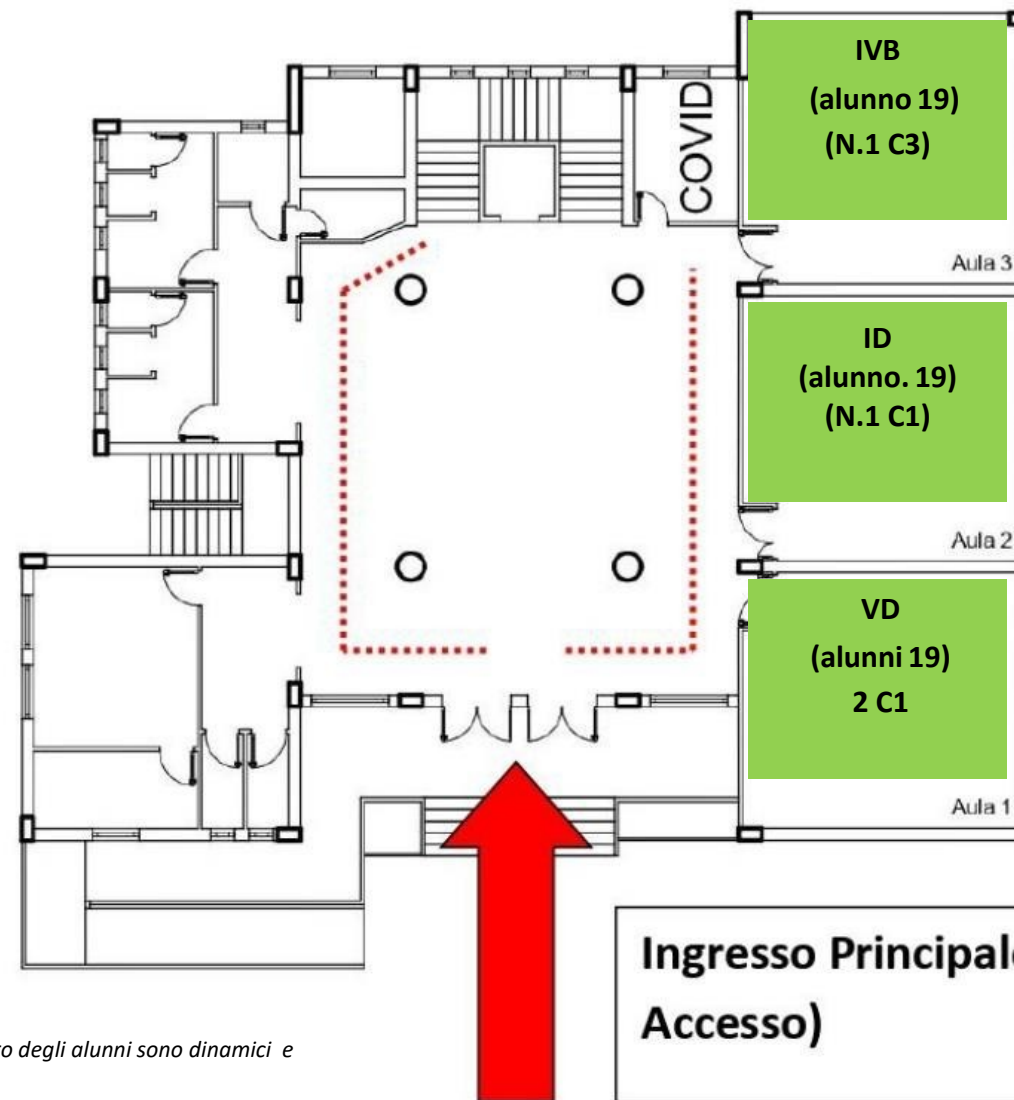 IVB
(alunno 19)
(N.1 C3)
COVID
Aula 3
ID
(alunno. 19)
(N.1 C1)
Aula 2
VD
(alunni 19)
2 C1
Aula 1
Ingresso Principale
Accesso)
o degli alunni sono dinamici e